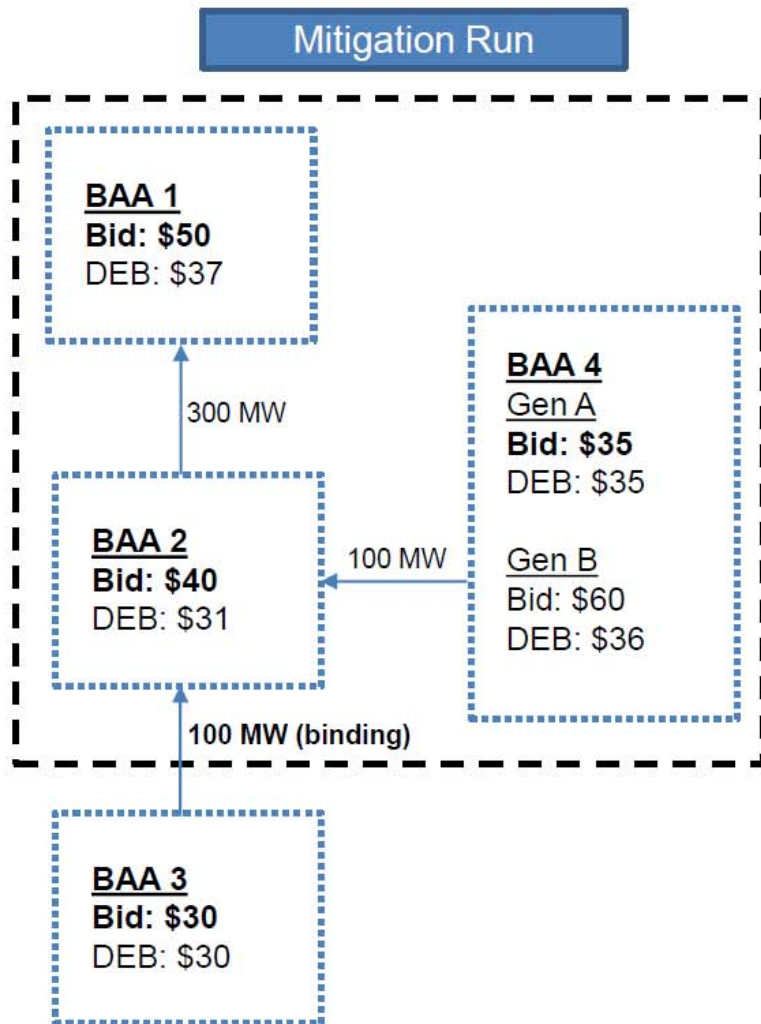 Mitigation Run
BAA 1
Bid: $50
DEB: $37
300 MW
BAA 2
Bid: $40
DEB: $31
100 MW
BAA 4
Gen A
Bid: $35
DEB: $35
Gen B
Bid: $60
DEB: $36
100 MW (binding)
BAA 3
Bid: $30
DEB: $30